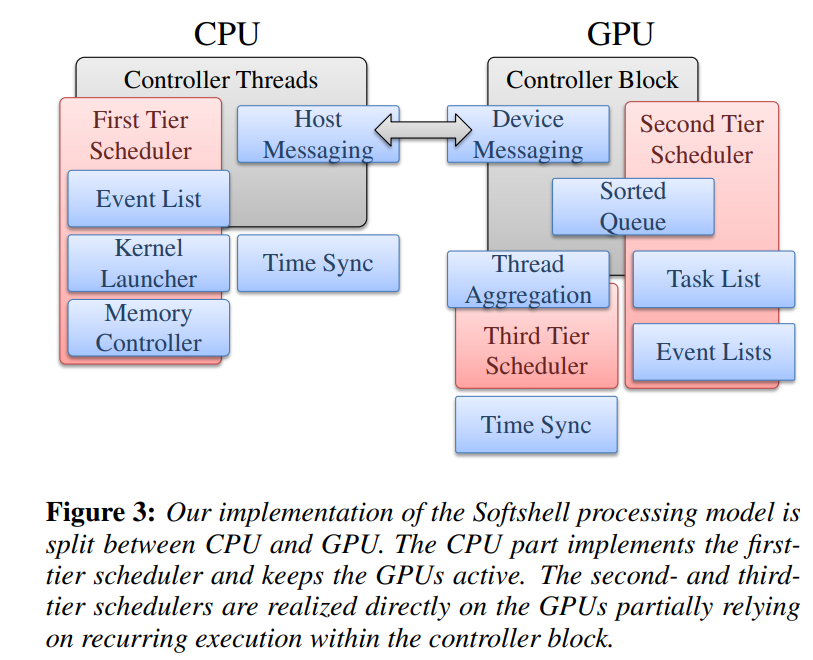 CPU
GPU
Controller Threads
First Tier
Scheduler
Host
Messaging
Event List
Kernel
Launcher
Time Sync
Memory
Controller
Controller Block
Device
Messaging
Second Tier
Scheduler
Sorted
Queue
Thread
Aggregation
Task List
Third Tier
Scheduler
Event Lists
Time Sync
Figure 3: Our implementation of the Softshell processing model is
split between CPU and GPU. The CPU part implements the first-
tier scheduler and keeps the GPUs active. The second- and third-
tier schedulers are realized directly on the GPUs partially relying
on recurring execution within the controller block.